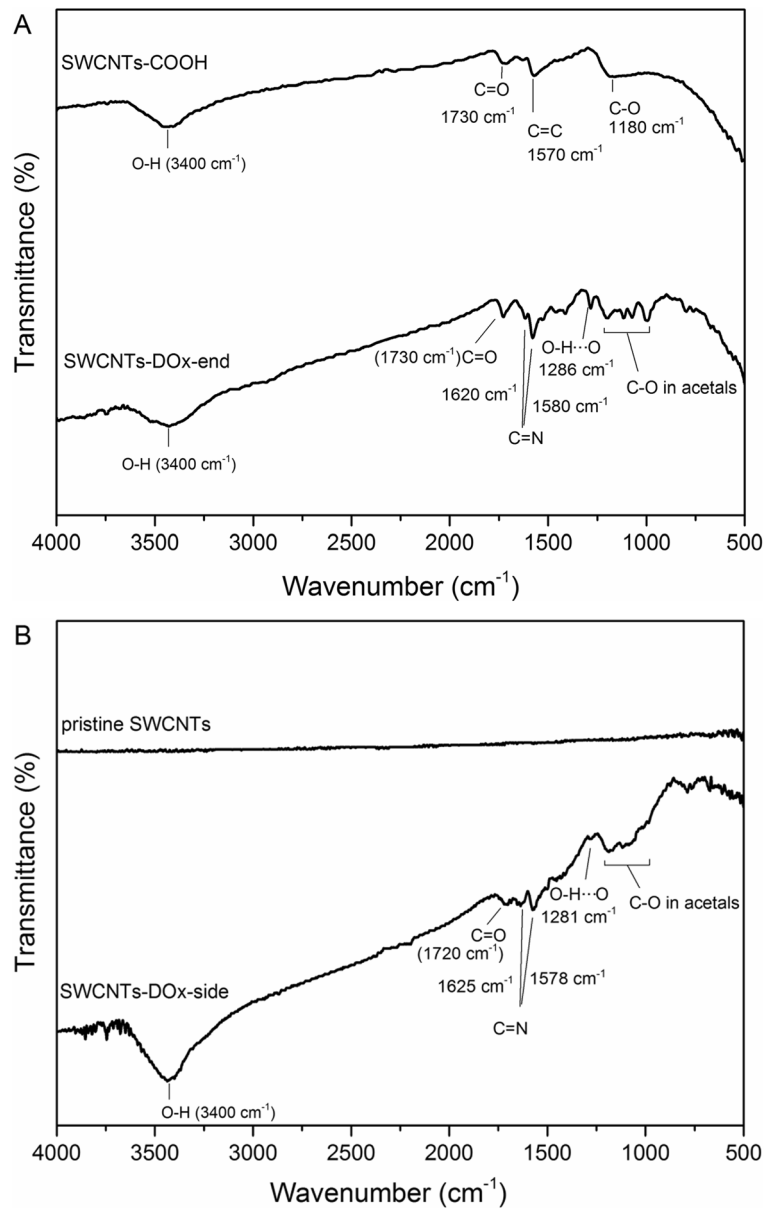 A
SWCNTs-COOH
C=O
1730 cm⁻¹
C=C
1570 cm⁻¹
C-O
1180 cm⁻¹
O-H (3400 cm⁻¹)
SWCNTs-DOx-end
(1730 cm⁻¹)C=O
1620 cm⁻¹
1580 cm⁻¹
C=N
O-H···O
1286 cm⁻¹
C-O in acetals
O-H (3400 cm⁻¹)
Transmittance (%)
4000 3500 3000 2500 2000 1500 1000 500
Wavenumber (cm⁻¹)
B
pristine SWCNTs
SWCNTs-DOx-side
C=O
(1720 cm⁻¹)
1625 cm⁻¹
1578 cm⁻¹
C=N
O-H···O
1281 cm⁻¹
C-O in acetals
O-H (3400 cm⁻¹)
Transmittance (%)
4000 3500 3000 2500 2000 1500 1000 500
Wavenumber (cm⁻¹)